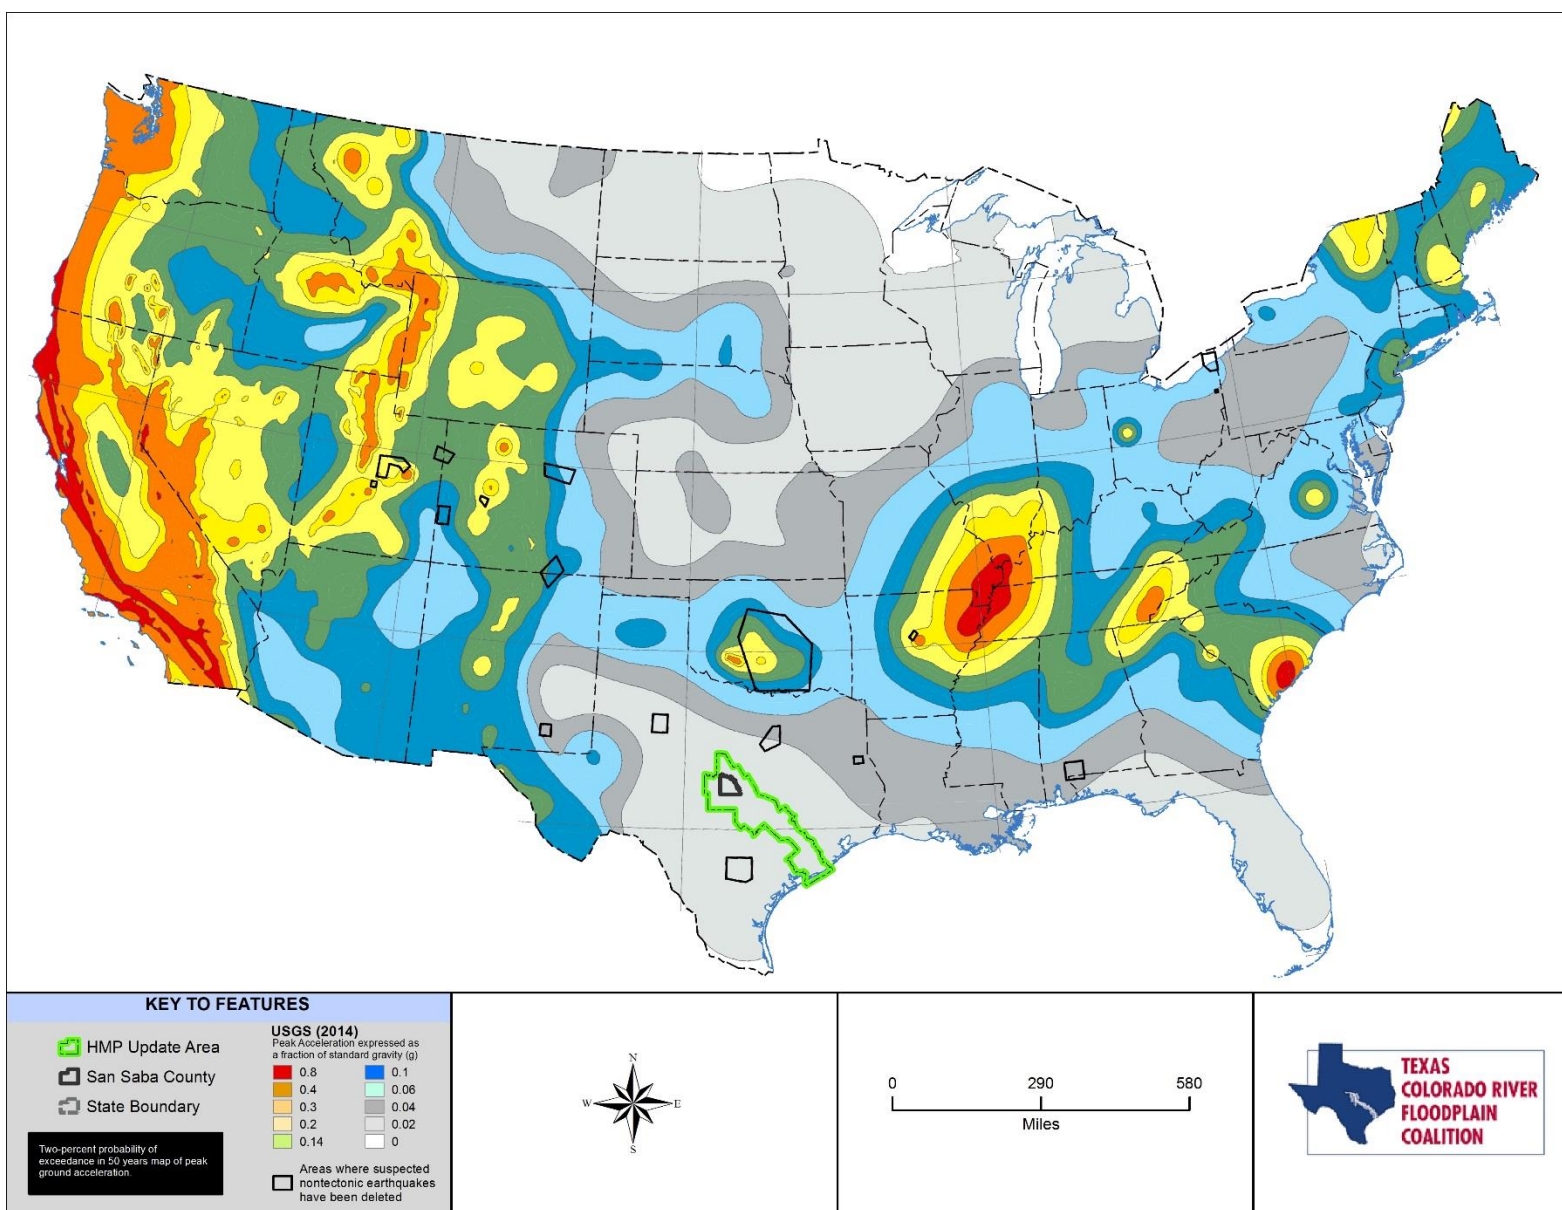 KEY TO FEATURES
HMP Update Area
San Saba County
State Boundary
Two-percent probability of
exceedance in 50 years map of peak
ground acceleration.
USGS (2014)
Peak Acceleration expressed as
a fraction of standard gravity (g)
0.8
0.4
0.3
0.2
0.14
0.1
0.06
0.04
0.02
0
Areas where suspected
nontectonic earthquakes
have been deleted
N
W
E
S
0
290
580
Miles
TEXAS
COLORADO RIVER
FLOODPLAIN
COALITION